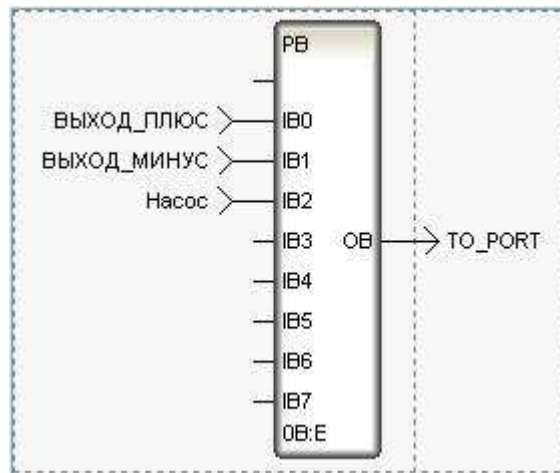 PB
ВЫХОД_ПЛЮС IB0
ВЫХОД_МИНУС IB1
Насос IB2
IB3 OB TO_PORT
IB4
IB5
IB6
IB7
0B:E